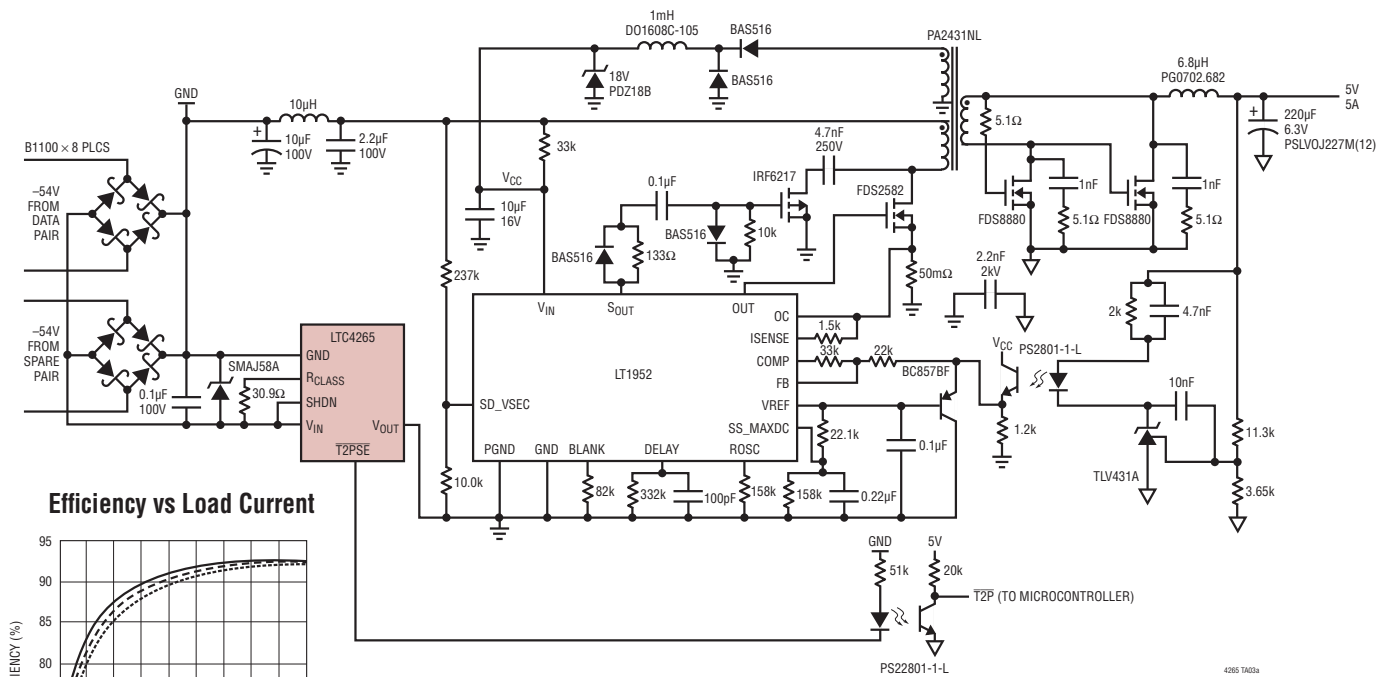 1mH
DO1608C-105
BAS516
PA2431NL
18V
PDZ18B
BAS516
6.8µH
PG0702.682
5V
5A
GND
10µH
+
10µF
100V
2.2µF
100V
33k
4.7nF
250V
5.1Ω
+
220µF
6.3V
PSLVOJ227M(12)
B1100 × 8 PLCS
–54V
FROM
DATA
PAIR
VCC
10µF
16V
0.1µF
IRF6217
FDS2582
BAS516
133Ω
BAS516
10k
FDS8880
1nF
5.1Ω
FDS8880
1nF
5.1Ω
237k
50mΩ
2.2nF
2kV
–54V
FROM
SPARE
PAIR
LTC4265
GND
RCLASS
SHDN
VIN
VOUT
T2PSE
SMAJ58A
0.1µF
100V
30.9Ω
VIN
SOUT
OUT
OC
ISENSE
COMP
FB
VREF
SS_MAXDC
LT1952
SD_VSEC
PGND
GND
BLANK
DELAY
ROSC
1.5k
33k
22k
BC857BF
VCC
PS2801-1-L
2k
4.7nF
10nF
1.2k
22.1k
0.1µF
TLV431A
11.3k
3.65k
10.0k
82k
332k
100pF
158k
158k
0.22µF
GND
51k
5V
20k
T2P (TO MICROCONTROLLER)
PS22801-1-L
Efficiency vs Load Current
95
90
85
80
4265 TA03a